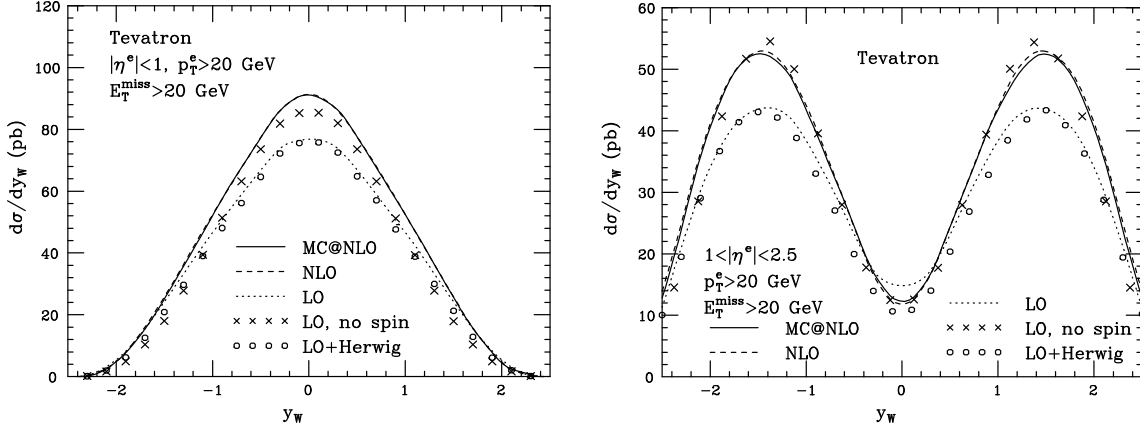 Tevatron
|η^e|<1, p_T^e>20 GeV
E_T^miss>20 GeV
dσ/dy_W (pb)
120
100
80
60
40
20
0
MC@NLO
NLO
LO
LO, no spin
LO+Herwig
−2 −1 0 1 2
y_W
Tevatron
dσ/dy_W (pb)
60
50
40
30
20
10
0
1<|η^e|<2.5
p_T^e>20 GeV
E_T^miss>20 GeV
MC@NLO
NLO
LO
LO, no spin
LO+Herwig
−2 −1 0 1 2
y_W